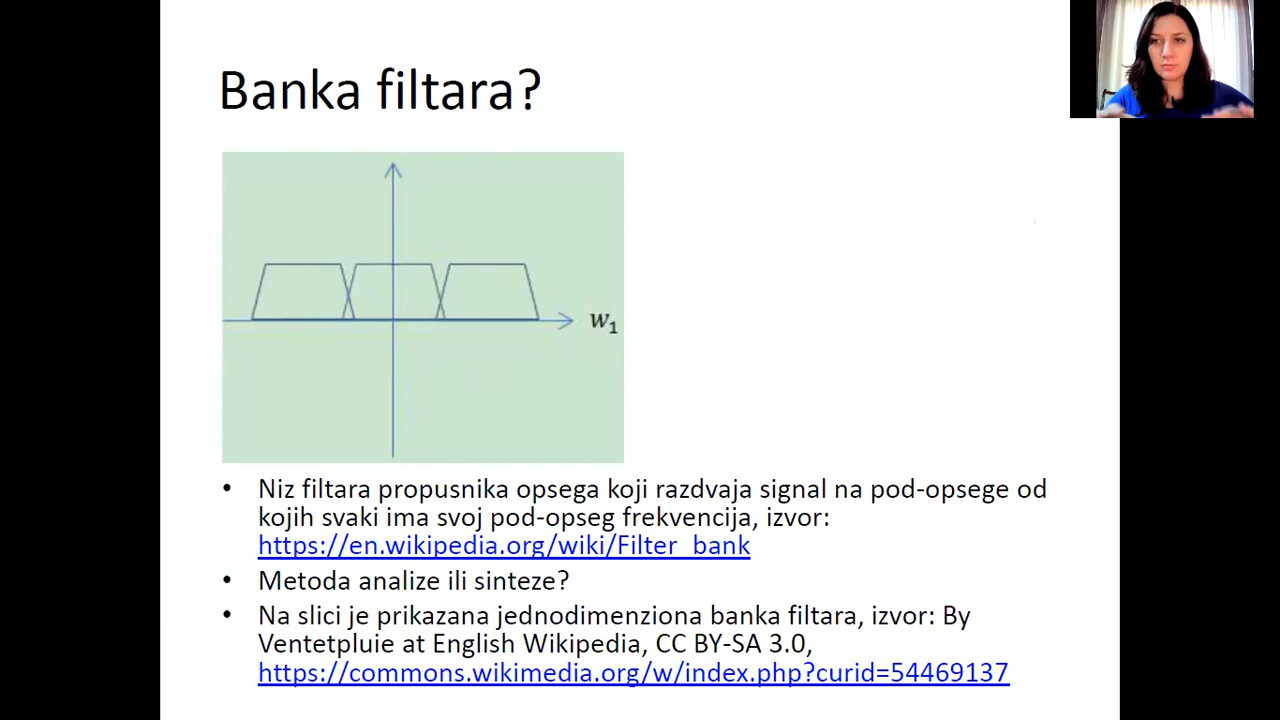 Banka filtara?
w₁
• Niz filtara propusnika opsega koji razdvaja signal na pod-opsege od
kojih svaki ima svoj pod-opseg frekvencija, izvor:
https://en.wikipedia.org/wiki/Filter_bank
• Metoda analize ili sinteze?
• Na slici je prikazana jednodimenziona banka filtara, izvor: By
Ventetpluie at English Wikipedia, CC BY-SA 3.0,
https://commons.wikimedia.org/w/index.php?curid=54469137